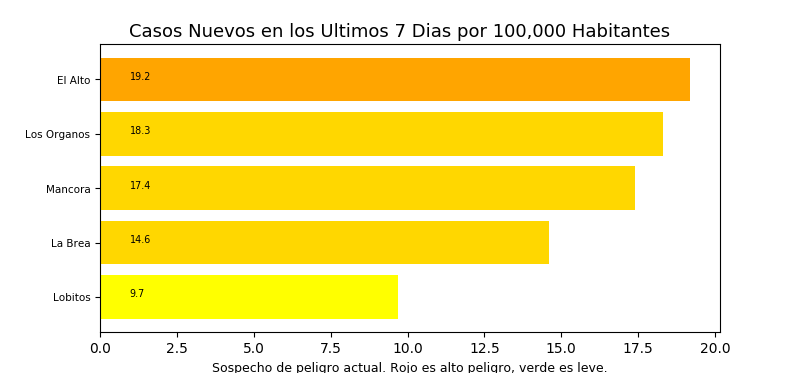 Casos Nuevos en los Ultimos 7 Dias por 100,000 Habitantes
El Alto 19.2
Los Organos 18.3
Mancora 17.4
La Brea 14.6
Lobitos 9.7
0.0 2.5 5.0 7.5 10.0 12.5 15.0 17.5 20.0
Sospecho de peligro actual. Rojo es alto peligro, verde es leve.